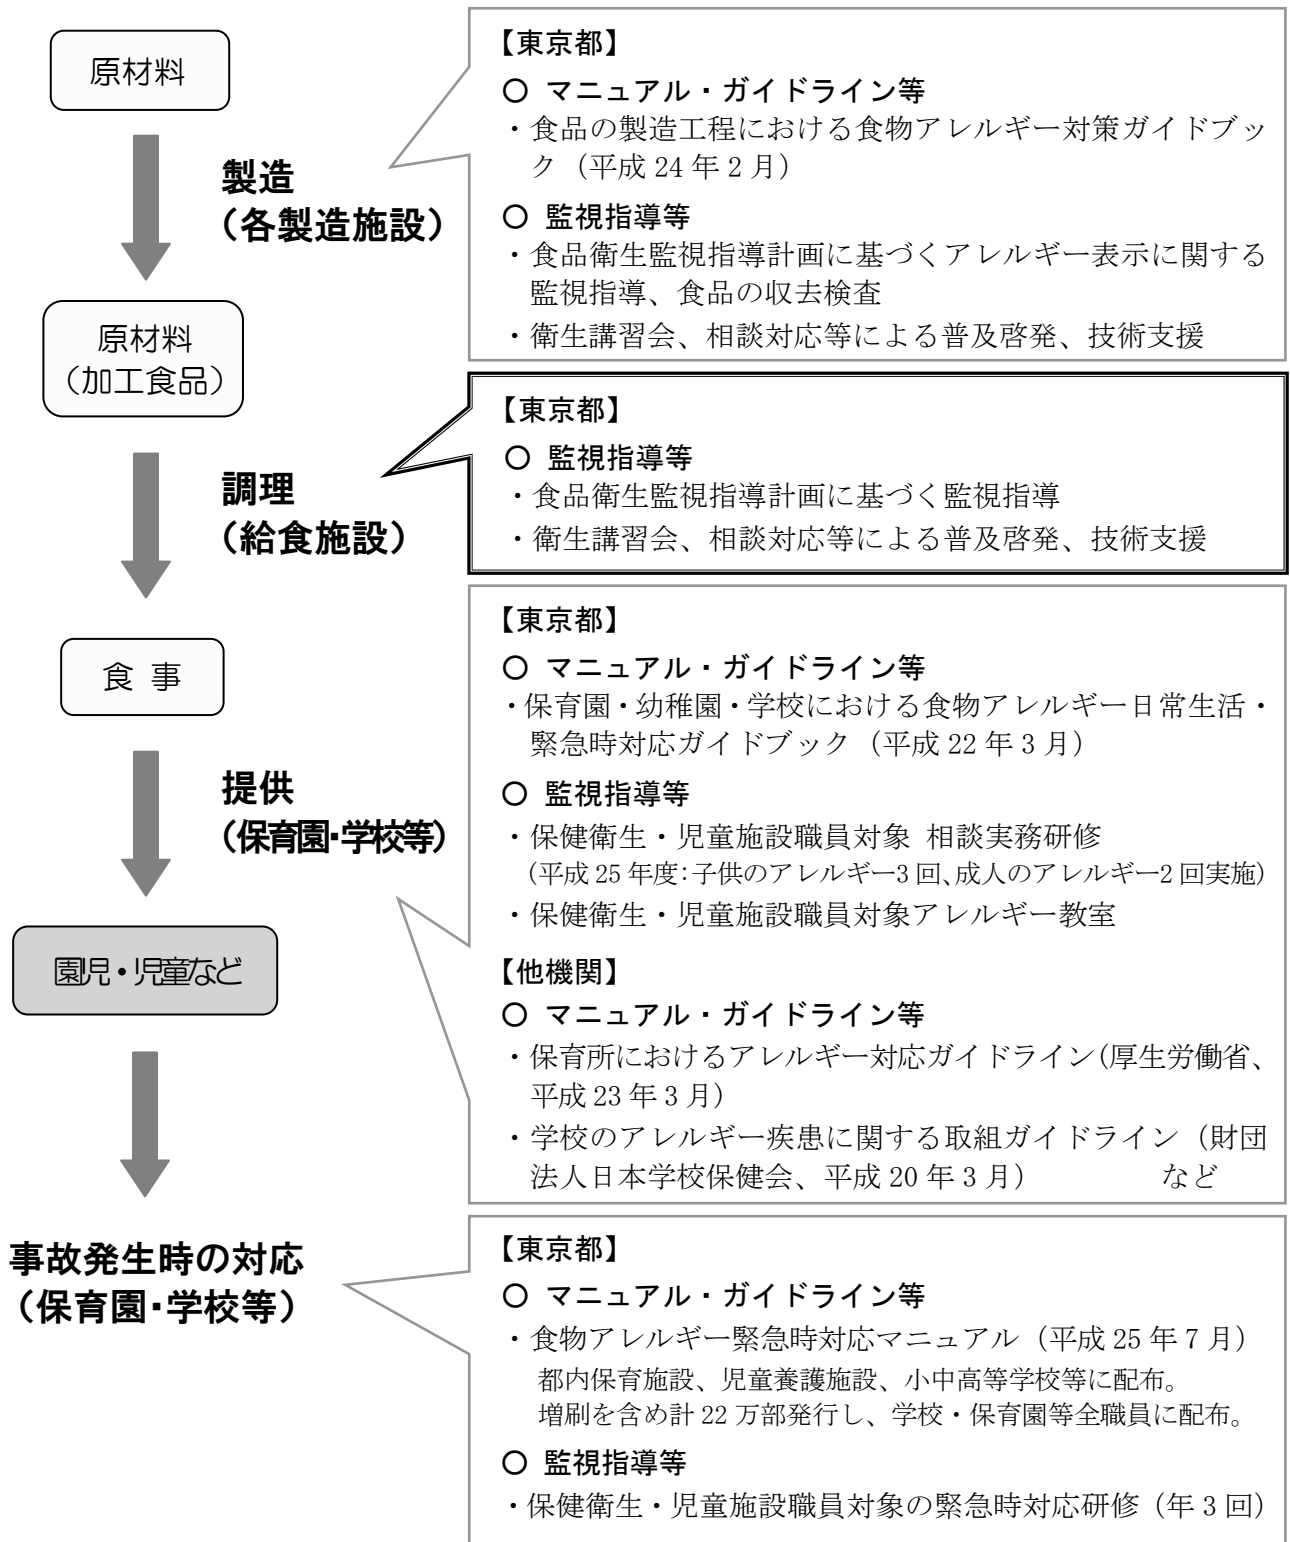 原材料
製造
（各製造施設）
【東京都】
○ マニュアル・ガイドライン等
・食品の製造工程における食物アレルギー対策ガイドブッ
ク（平成 24 年 2 月）
○ 監視指導等
・食品衛生監視指導計画に基づくアレルギー表示に関する
監視指導、食品の収去検査
・衛生講習会、相談対応等による普及啓発、技術支援
原材料
（加工食品）
調理
（給食施設）
【東京都】
○ 監視指導等
・食品衛生監視指導計画に基づく監視指導
・衛生講習会、相談対応等による普及啓発、技術支援
食 事
提供
（保育園・学校等）
【東京都】
○ マニュアル・ガイドライン等
・保育園・幼稚園・学校における食物アレルギー日常生活・
緊急時対応ガイドブック（平成 22 年 3 月）
○ 監視指導等
・保健衛生・児童施設職員対象 相談実務研修
（平成 25 年度：子供のアレルギー3 回、成人のアレルギー2 回実施）
・保健衛生・児童施設職員対象アレルギー教室
【他機関】
○ マニュアル・ガイドライン等
・保育所におけるアレルギー対応ガイドライン（厚生労働省、
平成 23 年 3 月）
・学校のアレルギー疾患に関する取組ガイドライン（財団
法人日本学校保健会、平成 20 年 3 月） など
園児・児童など
事故発生時の対応
（保育園・学校等）
【東京都】
○ マニュアル・ガイドライン等
・食物アレルギー緊急時対応マニュアル（平成 25 年 7 月）
都内保育施設、児童養護施設、小中高等学校等に配布。
増刷を含め計 22 万部発行し、学校・保育園等全職員に配布。
○ 監視指導等
・保健衛生・児童施設職員対象の緊急時対応研修（年 3 回）